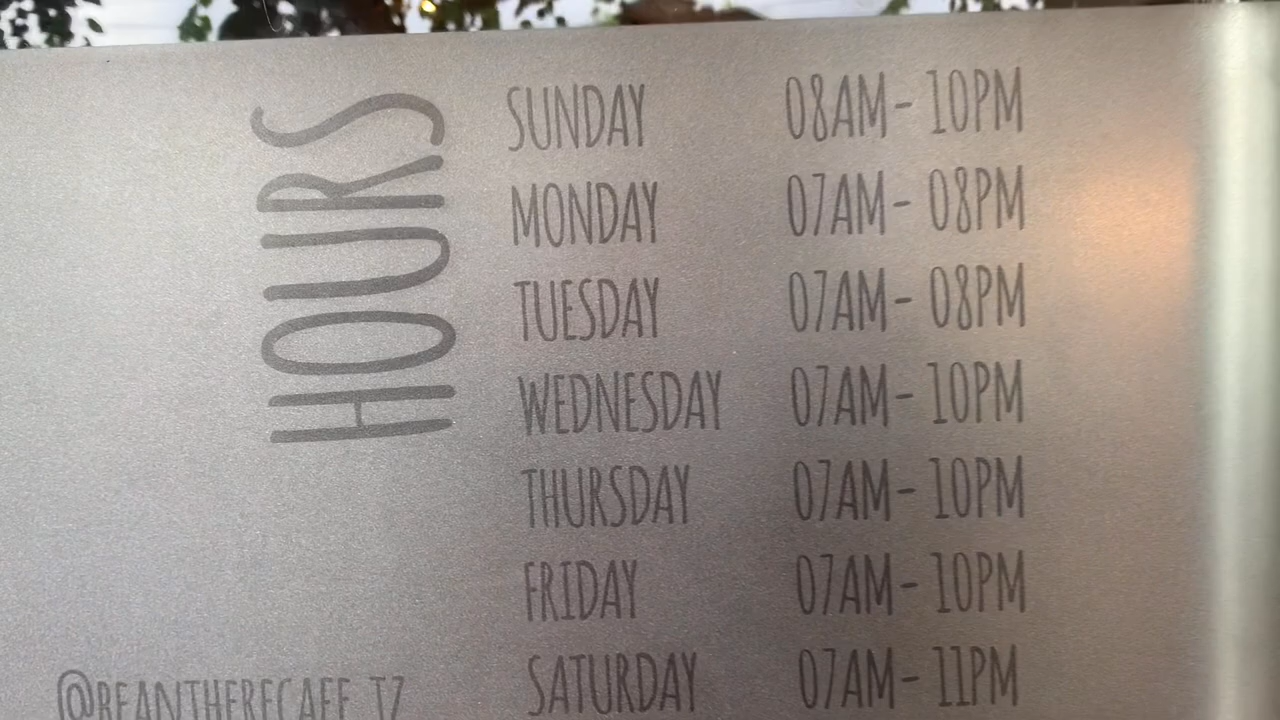 HOURS
SUNDAY 08AM- 10PM
MONDAY 07AM- 08PM
TUESDAY 07AM- 08PM
WEDNESDAY 07AM- 10PM
THURSDAY 07AM- 10PM
FRIDAY 07AM- 10PM
SATURDAY 07AM- 11PM
@BEANTHERECAFE_TZ